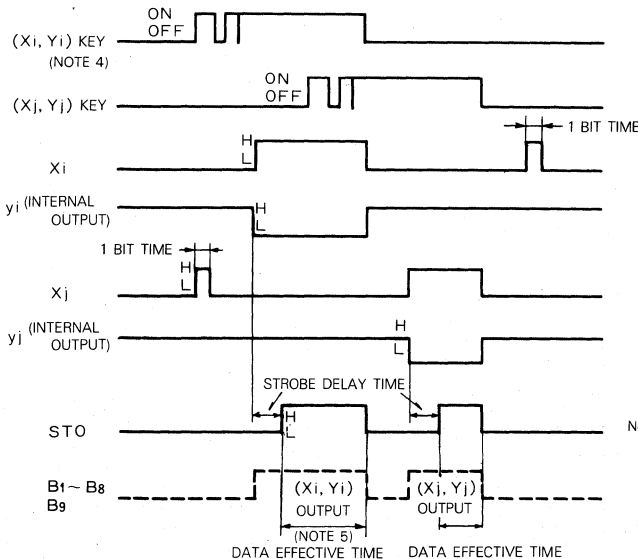 ON
OFF
(Xi, Yi) KEY
(NOTE 4)
ON
OFF
(Xj, Yj) KEY
1 BIT TIME
H
L
Xi
yi (INTERNAL
OUTPUT)
H
L
1 BIT TIME
H
L
Xj
yj (INTERNAL
OUTPUT)
H
L
STROBE DELAY TIME
H
L
STO
N
B1~B8
B9
(Xi, Yi)
OUTPUT
(Xj, Yj)
OUTPUT
(NOTE 5)
DATA EFFECTIVE TIME
DATA EFFECTIVE TIME